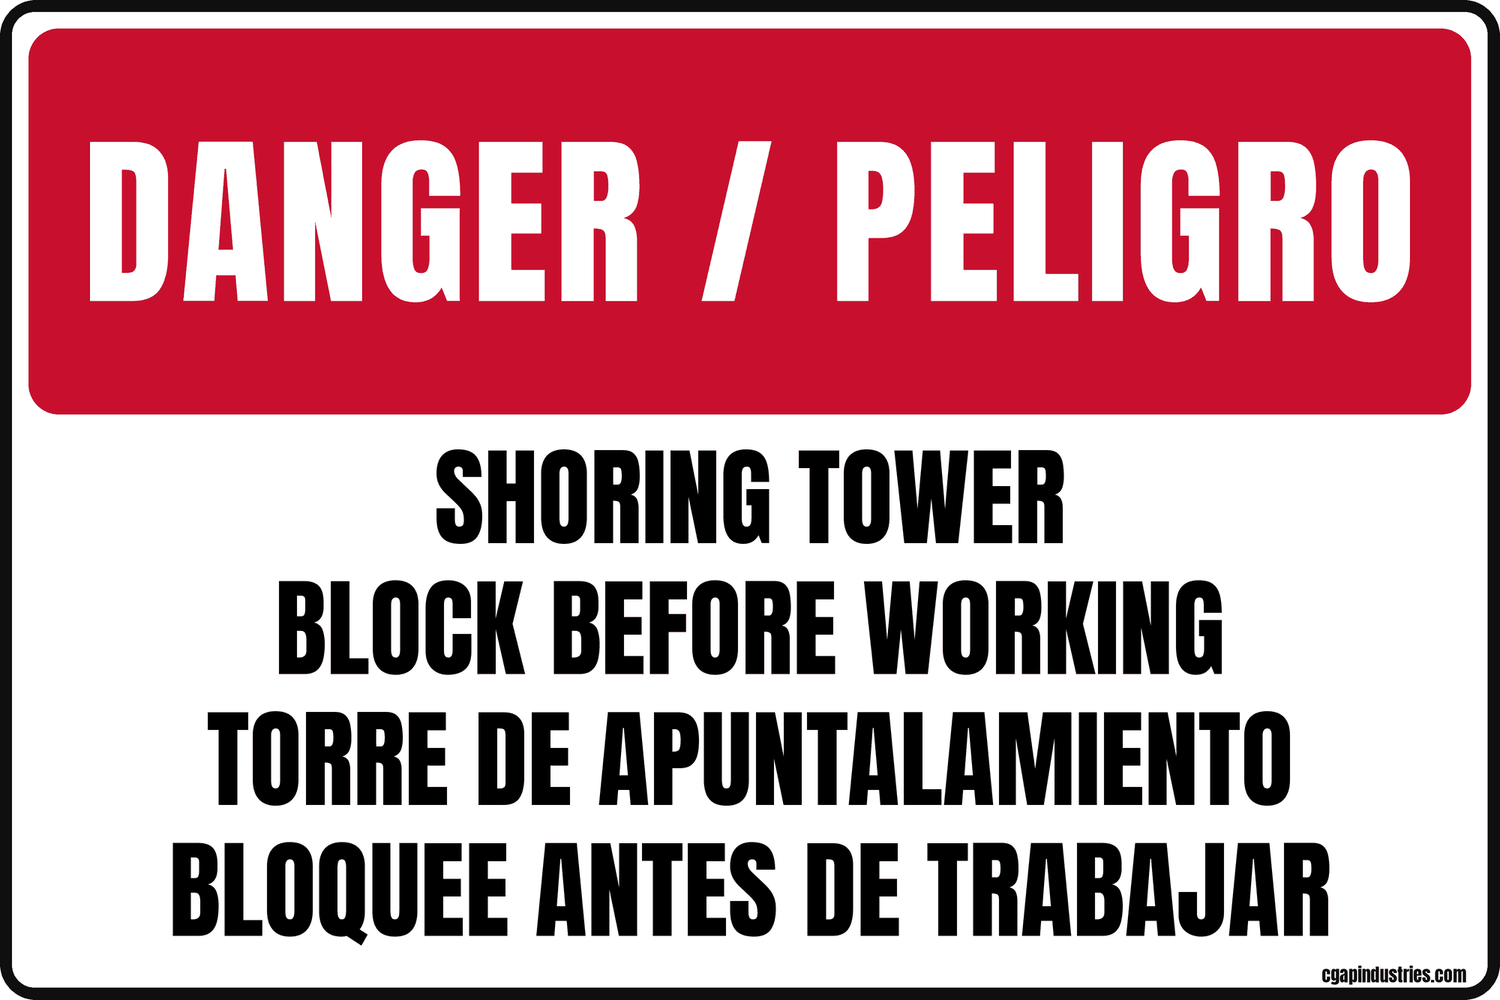 DANGER / PELIGRO
SHORING TOWER
BLOCK BEFORE WORKING
TORRE DE APUNTALAMIENTO
BLOQUEE ANTES DE TRABAJAR
cgapindustries.com